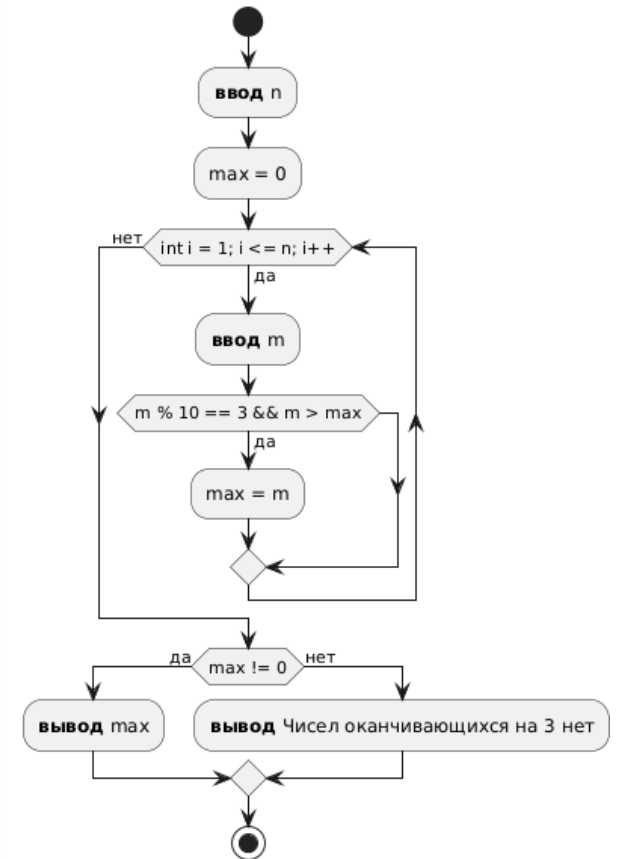 ввод n
max = 0
нет
int i = 1; i <= n; i++
да
ввод m
m % 10 == 3 && m > max
да
max = m
да
max != 0
нет
вывод max
вывод Чисел оканчивающихся на 3 нет